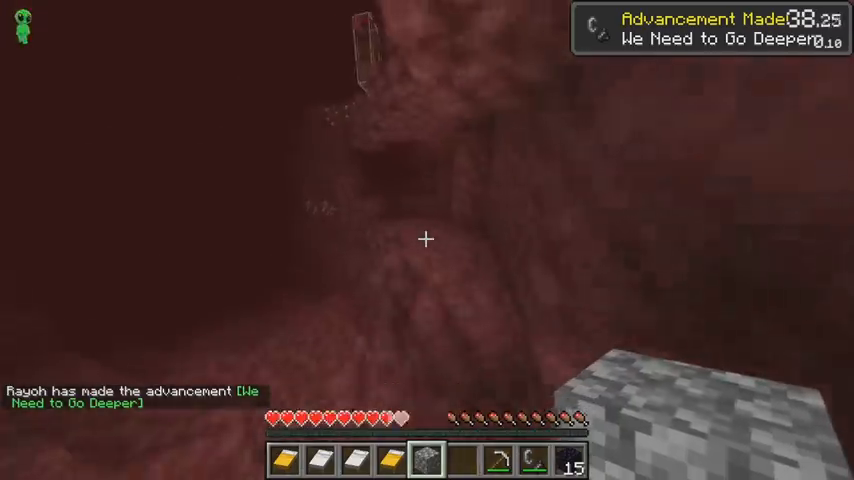 Advancement Made
38.25
We Need to Go Deeper
0.10
Rayoh has made the advancement [We
Need to Go Deeper]
15